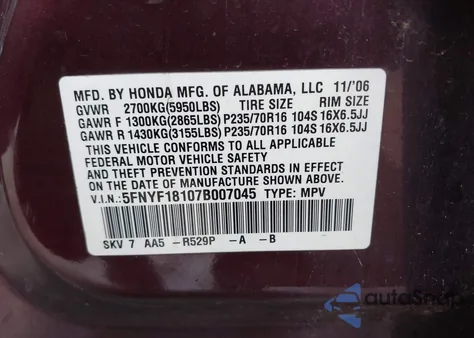 MFD. BY HONDA MFG. OF ALABAMA, LLC 11/'06
GVWR 2700KG(5950LBS) TIRE SIZE RIM SIZE
GAWR F 1300KG(2865LBS) P235/70R16 104S 16X6.5JJ
GAWR R 1430KG(3155LBS) P235/70R16 104S 16X6.5JJ
THIS VEHICLE CONFORMS TO ALL APPLICABLE
FEDERAL MOTOR VEHICLE SAFETY, BUMPER,
AND THEFT PREVENTION STANDARDS IN EFFECT ON THE
DATE OF MANUFACTURE SHOWN ABOVE.
V.I.N.: 5FNYF18107B007045 TYPE: MPV
SKV 7 AA5 -R529P -A -B
autoSnap